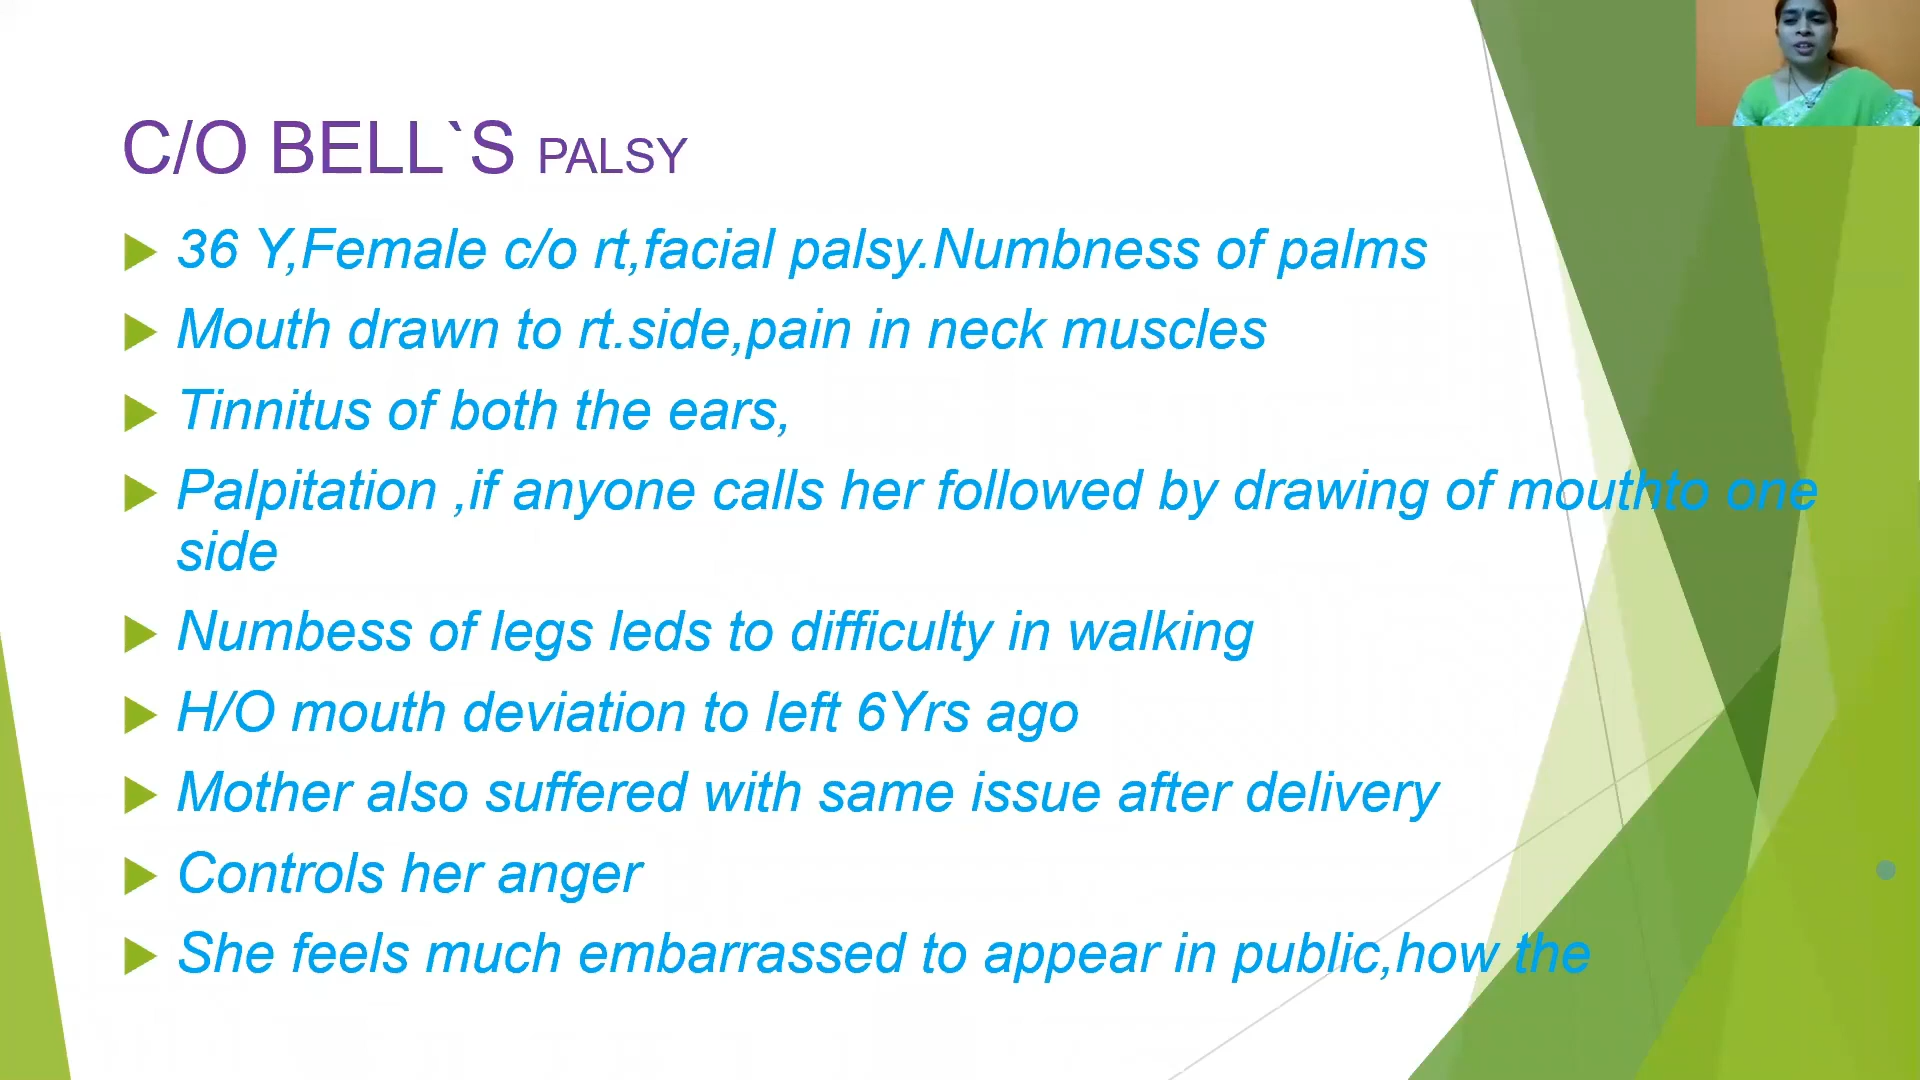 C/O BELL`S PALSY
36 Y,Female c/o rt,facial palsy.Numbness of palms
Mouth drawn to rt.side,pain in neck muscles
Tinnitus of both the ears,
Palpitation ,if anyone calls her followed by drawing of mouthto one
side
Numbess of legs leds to difficulty in walking
H/O mouth deviation to left 6Yrs ago
Mother also suffered with same issue after delivery
Controls her anger
She feels much embarrassed to appear in public,how the